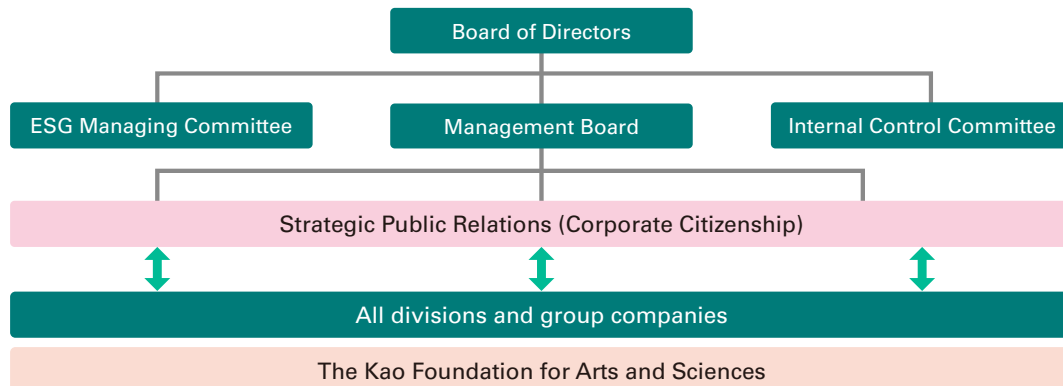 Board of Directors
ESG Managing Committee
Management Board
Internal Control Committee
Strategic Public Relations (Corporate Citizenship)
All divisions and group companies
The Kao Foundation for Arts and Sciences